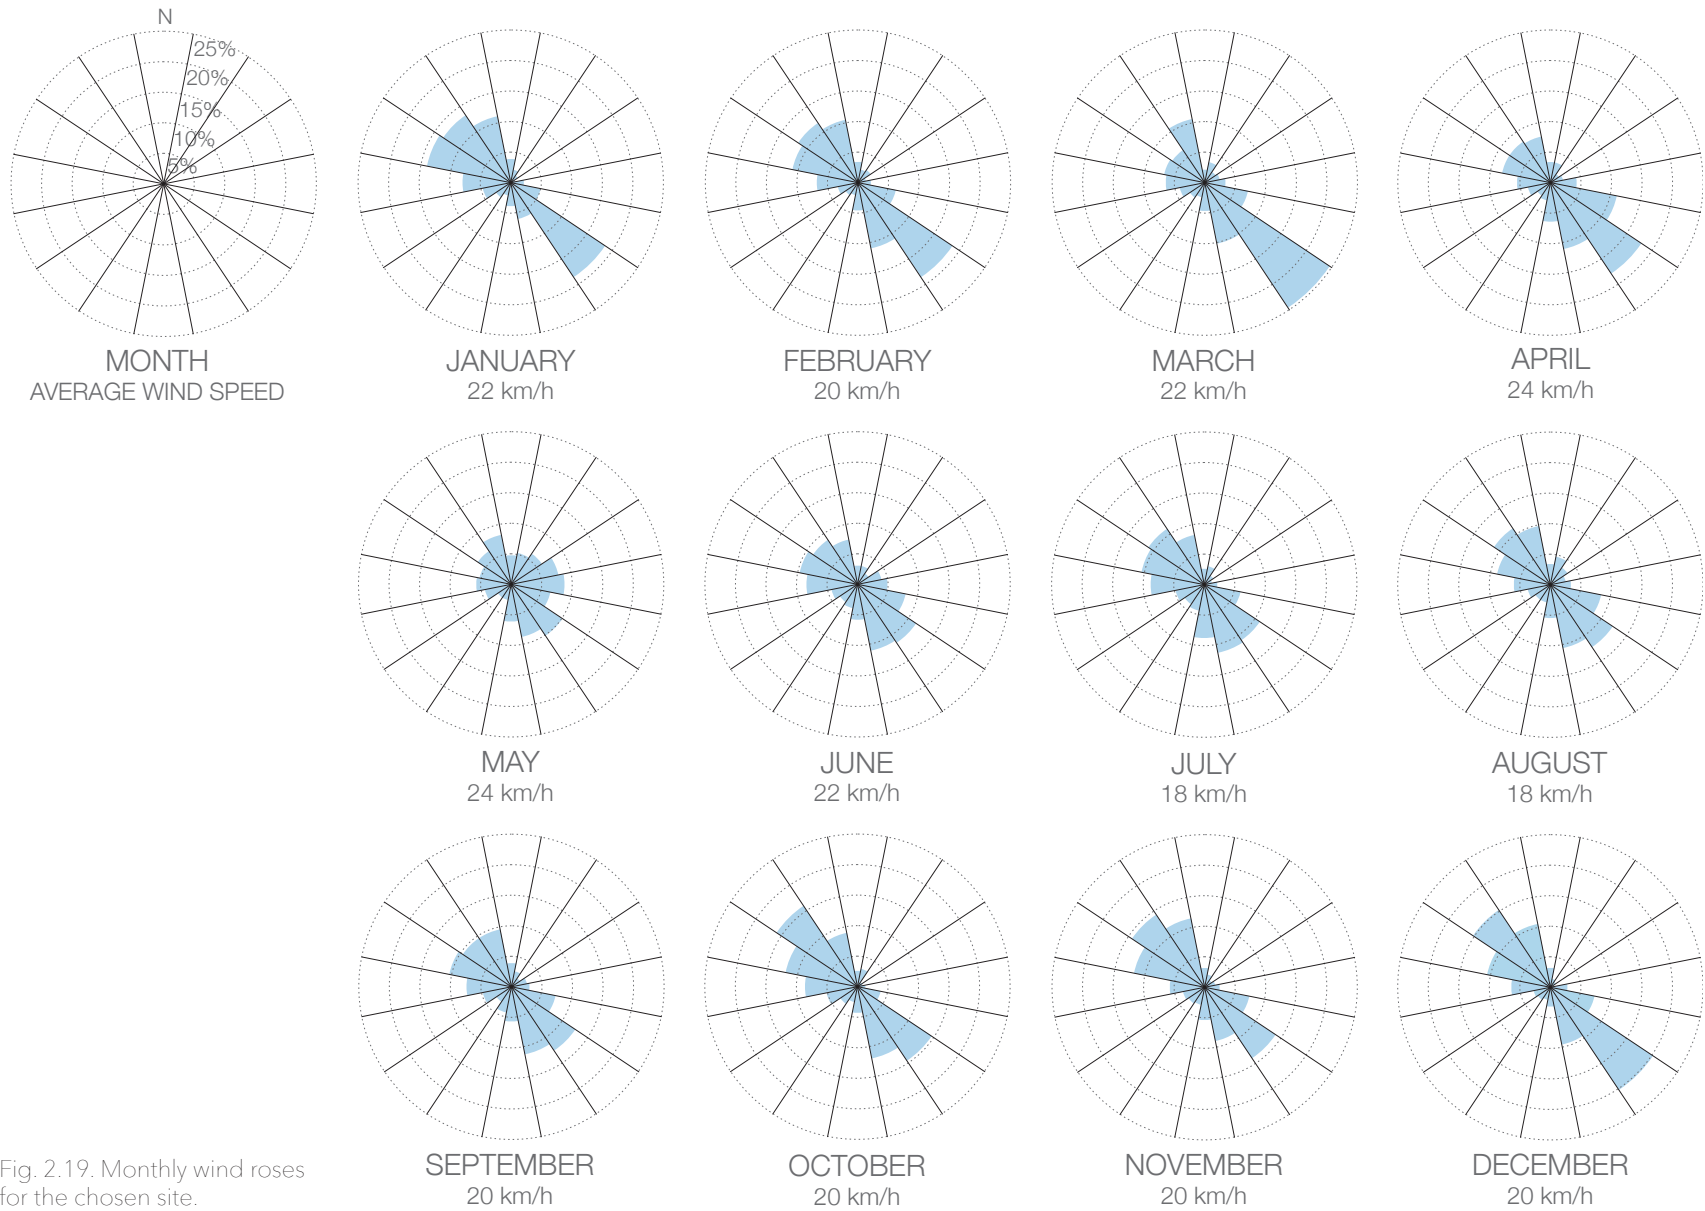 N
25%
20%
15%
10%
5%
MONTH
AVERAGE WIND SPEED
JANUARY
22 km/h
FEBRUARY
20 km/h
MARCH
22 km/h
APRIL
24 km/h
MAY
24 km/h
JUNE
22 km/h
JULY
18 km/h
AUGUST
18 km/h
SEPTEMBER
20 km/h
OCTOBER
20 km/h
NOVEMBER
20 km/h
DECEMBER
20 km/h
Fig. 2.19. Monthly wind roses
for the chosen site.